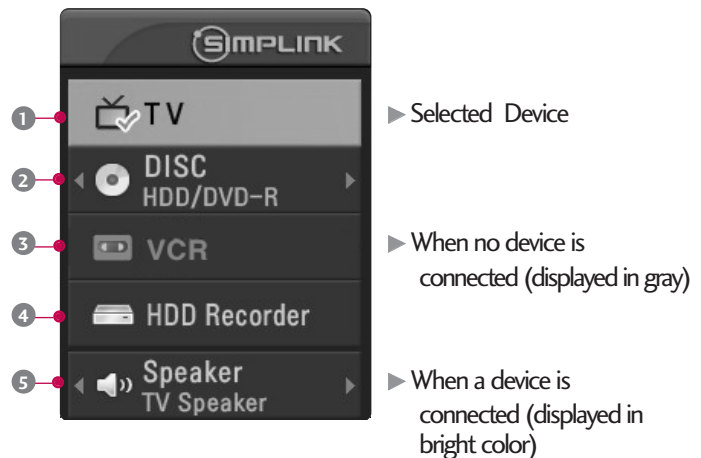 SIMPLINK
1 TV ▶ Selected Device
2 DISC
HDD/DVD-R
3 VCR ▶ When no device is
connected (displayed in gray)
4 HDD Recorder
5 Speaker ▶ When a device is
TV Speaker connected (displayed in
bright color)